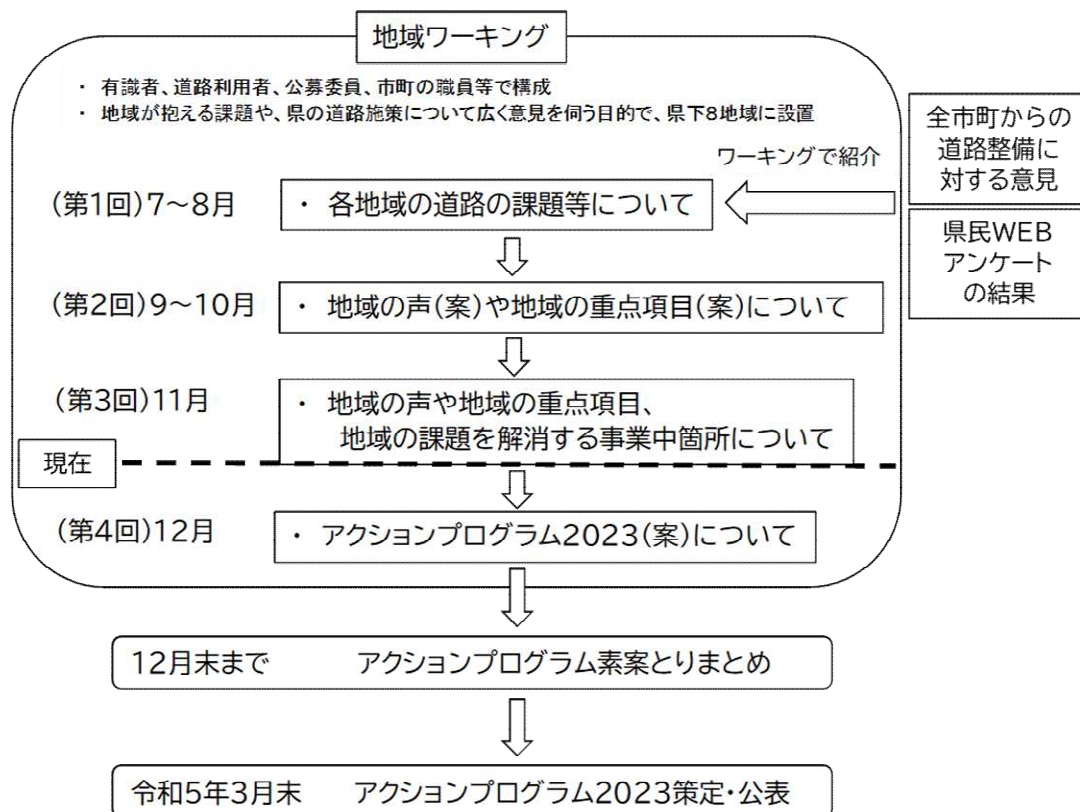 地域ワーキング
・ 有識者、道路利用者、公募委員、市町の職員等で構成
・ 地域が抱える課題や、県の道路施策について広く意見を伺う目的で、県下8地域に設置
全市町からの
道路整備に
対する意見
ワーキングで紹介
(第1回)7～8月
・ 各地域の道路の課題等について
県民WEB
アンケート
の結果
(第2回)9～10月
・ 地域の声(案)や地域の重点項目(案)について
(第3回)11月
・ 地域の声や地域の重点項目、
地域の課題を解消する事業中箇所について
現在
(第4回)12月
・ アクションプログラム2023(案)について
12月末まで アクションプログラム素案とりまとめ
令和5年3月末 アクションプログラム2023策定・公表